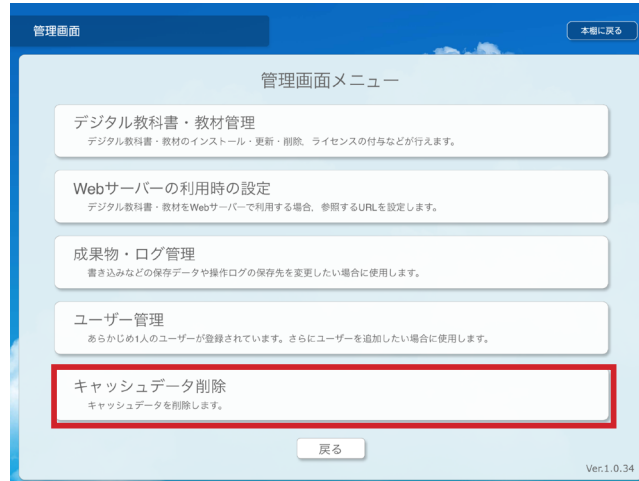 管理画面
本棚に戻る
管理画面メニュー
デジタル教科書・教材管理
デジタル教科書・教材のインストール・更新・削除、ライセンスの付与などが行えます。
Webサーバーの利用時の設定
デジタル教科書・教材をWebサーバーで利用する場合、参照するURLを設定します。
成果物・ログ管理
書き込みなどの保存データや操作ログの保存先を変更したい場合に使用します。
ユーザー管理
あらかじめ1人のユーザーが登録されています。さらにユーザーを追加したい場合に使用します。
キャッシュデータ削除
キャッシュデータを削除します。
戻る
Ver.1.0.34